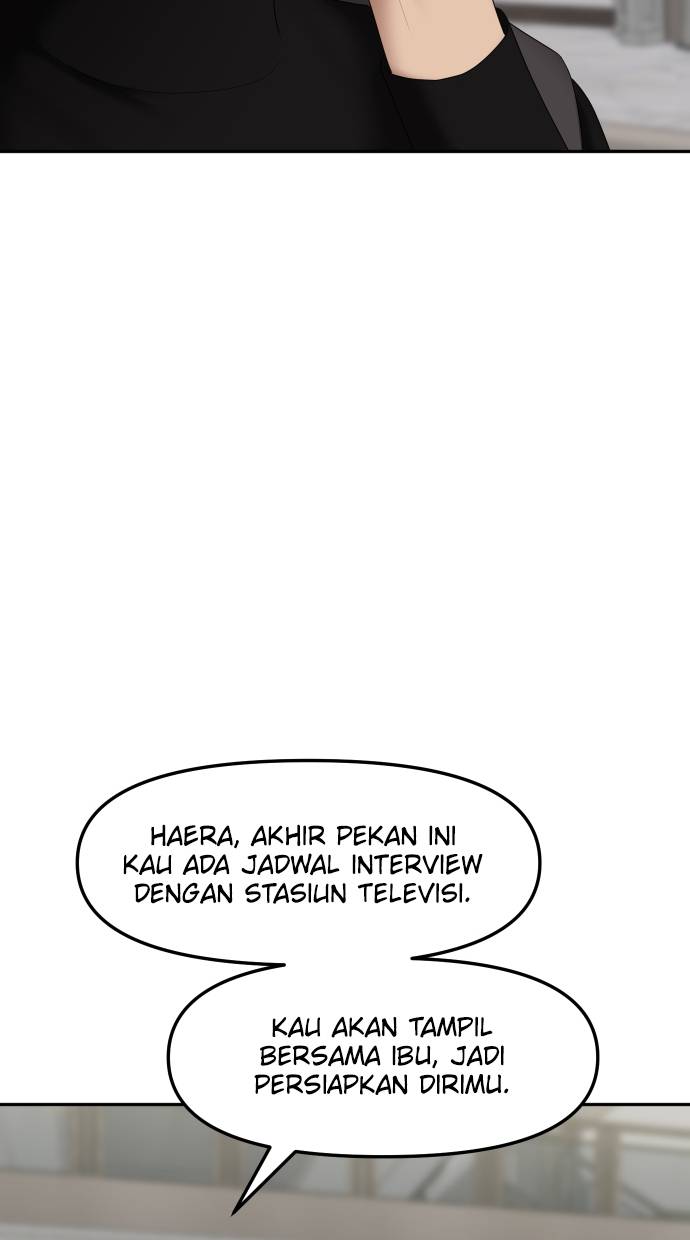 HAERA, AKHIR PEKAN INI
KAU ADA JADWAL INTERVIEW
DENGAN STASIUN TELEVISI.
KAU AKAN TAMPIL
BERSAMA IBU, JADI
PERSIAPKAN DIRIMU.